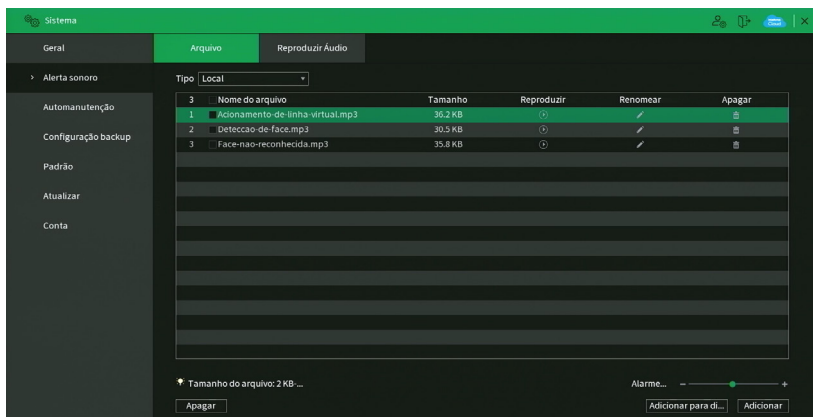 Sistema
Geral
Arquivo
Reproduzir Áudio
Alerta sonoro
Tipo Local
3 Nome do arquivo Tamanho Reproduzir Renomear Apagar
Automanutenção
1 Acionamento-de-linha-virtual.mp3 36.2 KB
2 Deteccao-de-face.mp3 30.5 KB
Configuração backup
3 Face-nao-reconhecida.mp3 35.8 KB
Padrão
Atualizar
Conta
Tamanho do arquivo: 2 KB-...
Alarme... - +
Apagar
Adicionar para di...
Adicionar